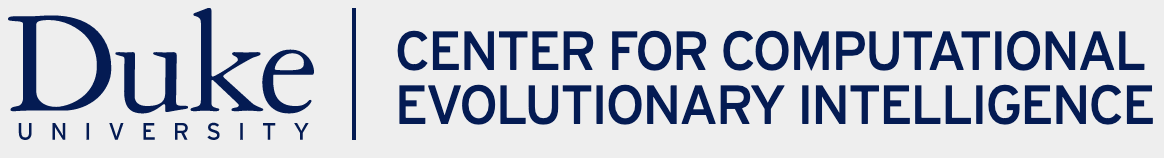 Duke
UNIVERSITY
CENTER FOR COMPUTATIONAL
EVOLUTIONARY INTELLIGENCE